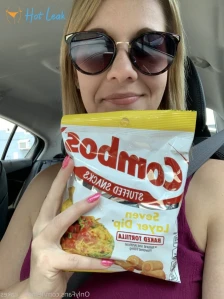 Hot Leak
Combos
STUFFED SNACKS
Seven
Layer Dip
BAKED TORTILLA